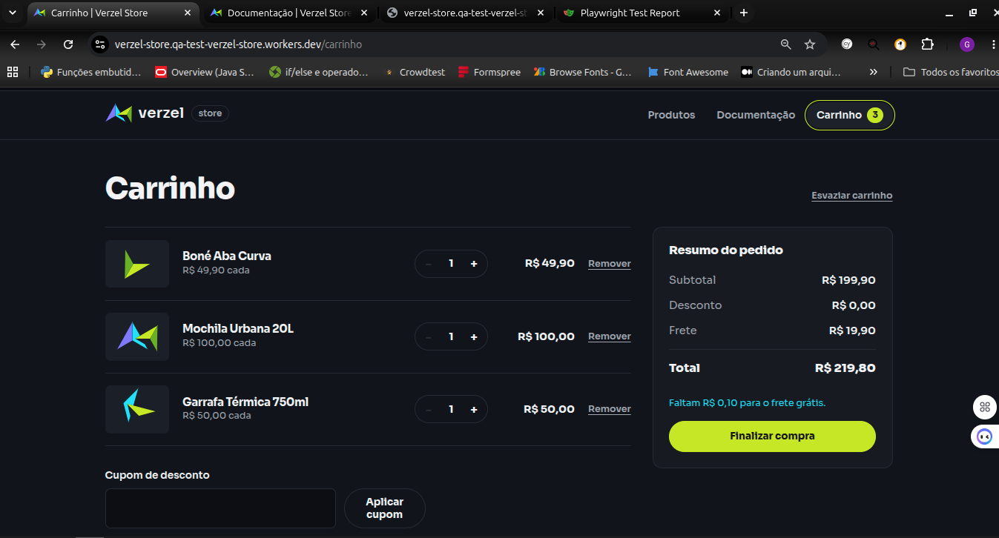 Carrinho | Verzel Store
Documentação | Verzel Store
verzel-store.qa-test-verzel-st
Playwright Test Report
verzel-store.qa-test-verzel-store.workers.dev/carrinho
G
Funções embutid...
Overview (Java S...
if/else e operado...
Crowdtest
Formspree
Browse Fonts - G...
Font Awesome
Criando um arqui...
Todos os favoritos
verzel store
Produtos
Documentação
Carrinho 3
Carrinho
Esvaziar carrinho
Boné Aba Curva
R$ 49,90 cada
− 1 +
R$ 49,90
Remover
Mochila Urbana 20L
R$ 100,00 cada
− 1 +
R$ 100,00
Remover
Garrafa Térmica 750ml
R$ 50,00 cada
− 1 +
R$ 50,00
Remover
Resumo do pedido
Subtotal R$ 199,90
Desconto R$ 0,00
Frete R$ 19,90
Total R$ 219,80
Faltam R$ 0,10 para o frete grátis.
Finalizar compra
Cupom de desconto
Aplicar
cupom